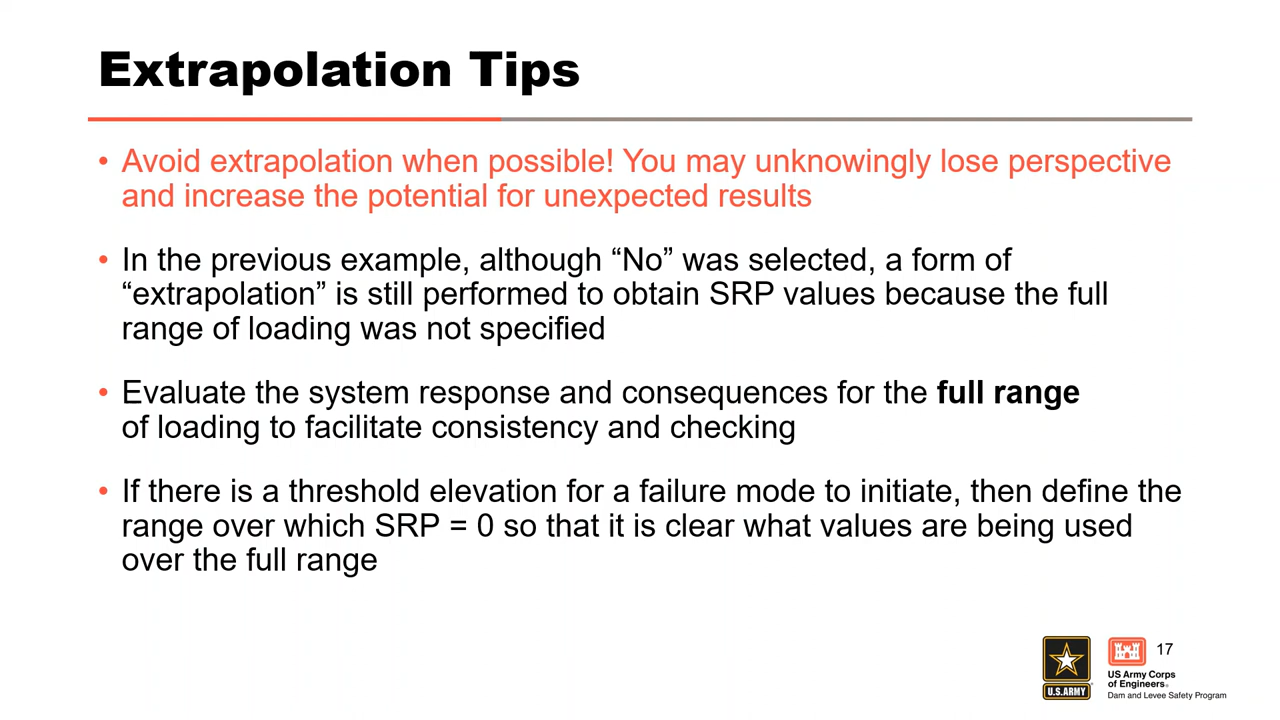 Extrapolation Tips
• Avoid extrapolation when possible! You may unknowingly lose perspective
and increase the potential for unexpected results
• In the previous example, although “No” was selected, a form of
“extrapolation” is still performed to obtain SRP values because the full
range of loading was not specified
• Evaluate the system response and consequences for the full range
of loading to facilitate consistency and checking
• If there is a threshold elevation for a failure mode to initiate, then define the
range over which SRP = 0 so that it is clear what values are being used
over the full range
U.S.ARMY
US Army Corps
of Engineers®
Dam and Levee Safety Program
17